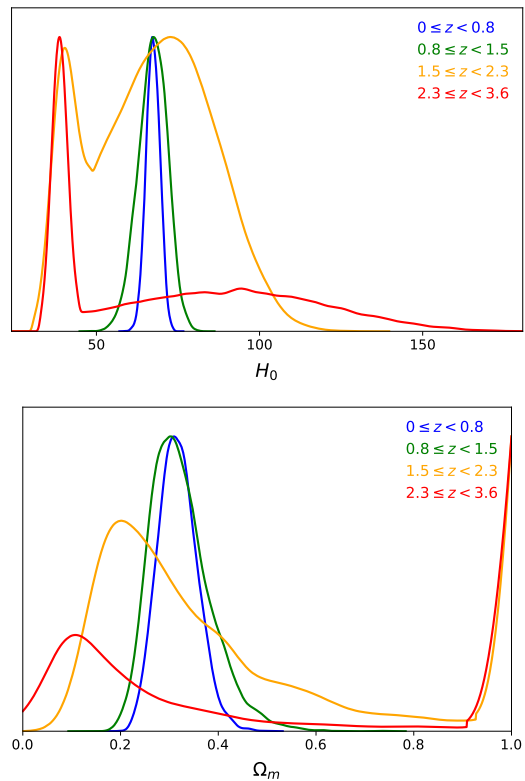 0 ≤ z < 0.8
0.8 ≤ z < 1.5
1.5 ≤ z < 2.3
2.3 ≤ z < 3.6
50 100 150
H₀
0 ≤ z < 0.8
0.8 ≤ z < 1.5
1.5 ≤ z < 2.3
2.3 ≤ z < 3.6
0.0 0.2 0.4 0.6 0.8 1.0
Ωₘ